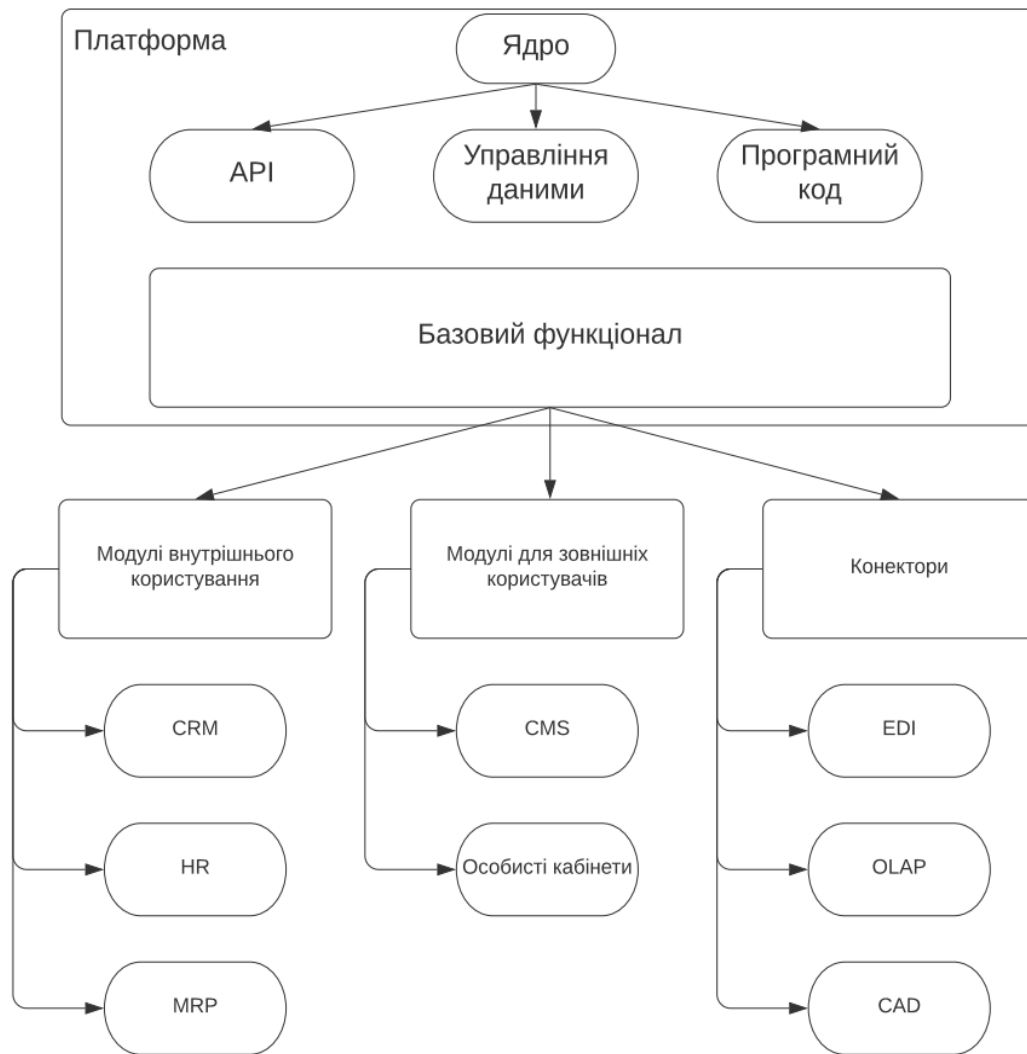 Платформа
Ядро
API
Управління
даними
Програмний
код
Базовий функціонал
Модулі внутрішнього
користування
Модулі для зовнішніх
користувачів
Конектори
CRM
CMS
EDI
HR
Особисті кабінети
OLAP
MRP
CAD